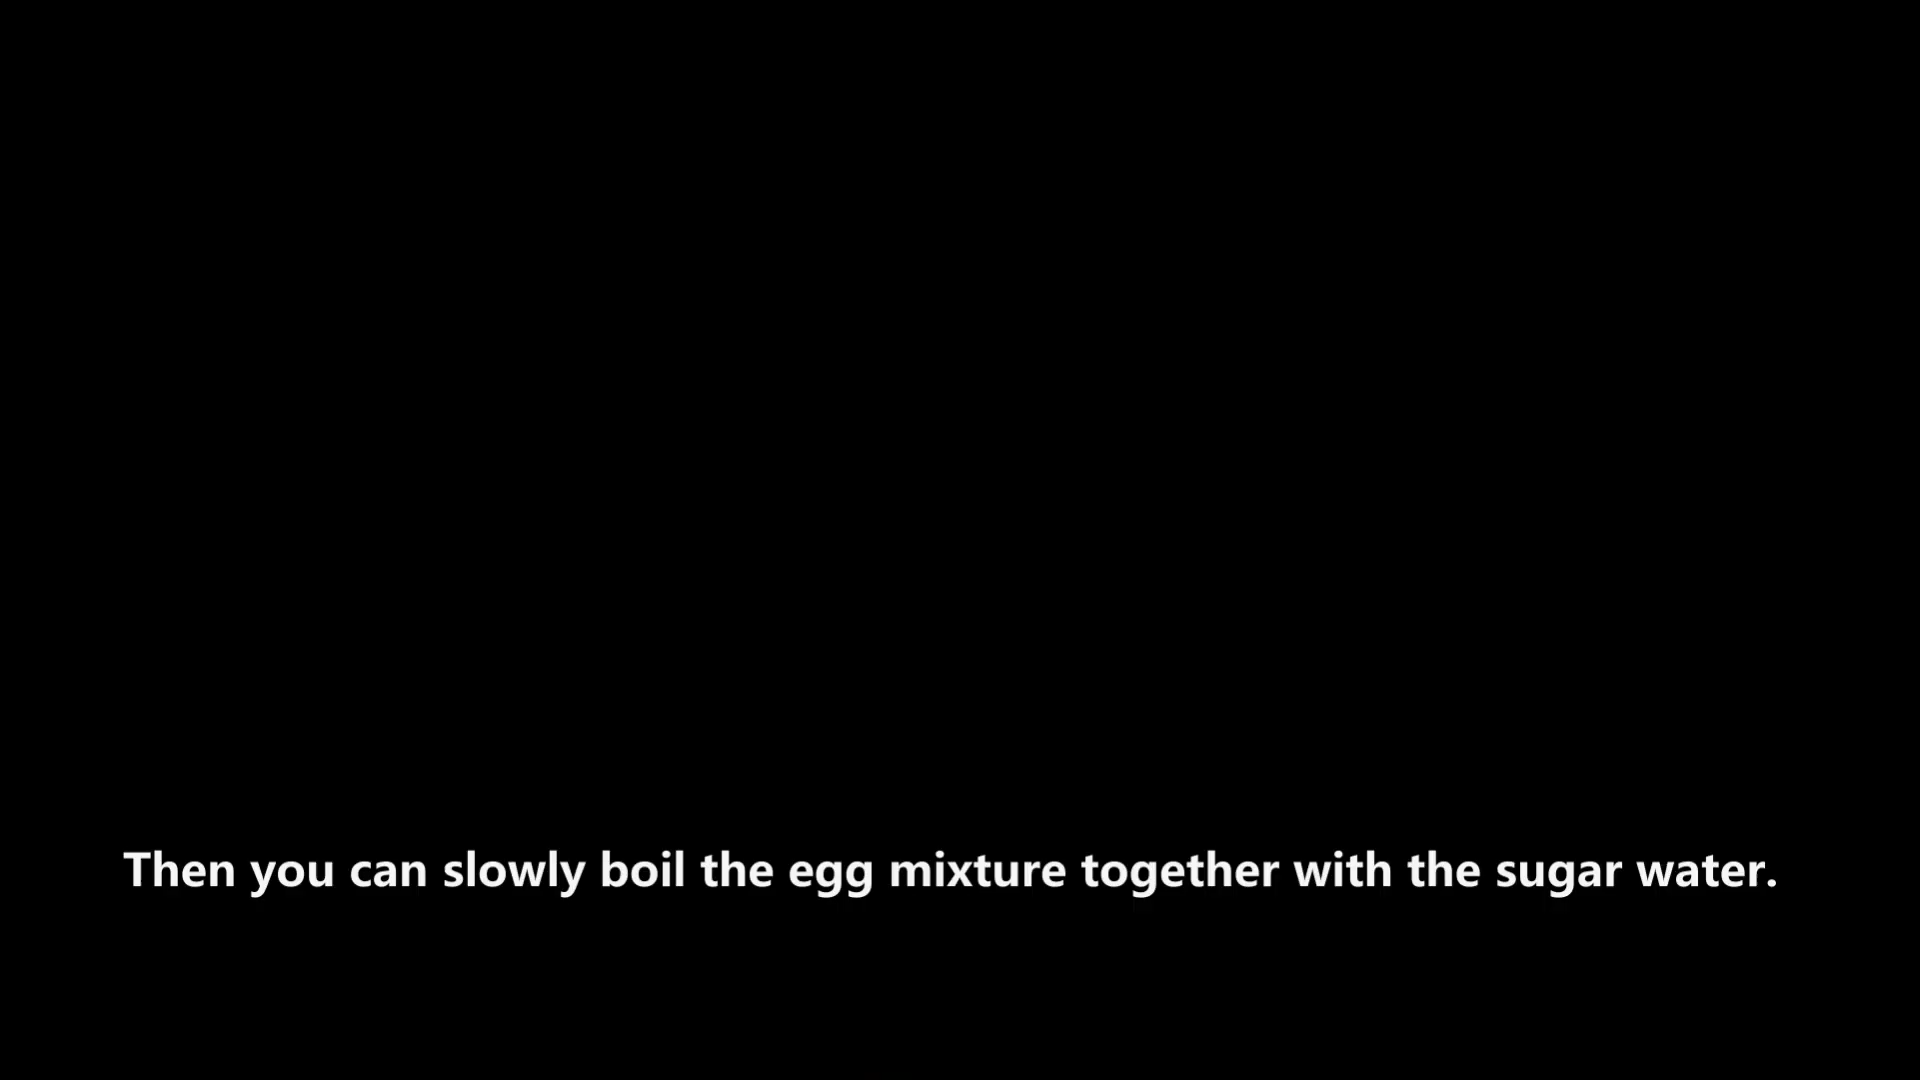 Then you can slowly boil the egg mixture together with the sugar water.